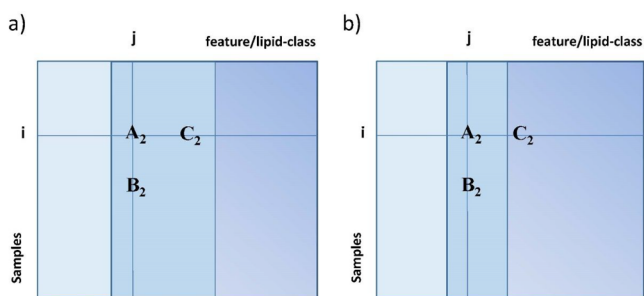 a)
j
feature/lipid-class
i
A₂
C₂
B₂
Samples
b)
j
feature/lipid-class
i
A₂
C₂
B₂
Samples